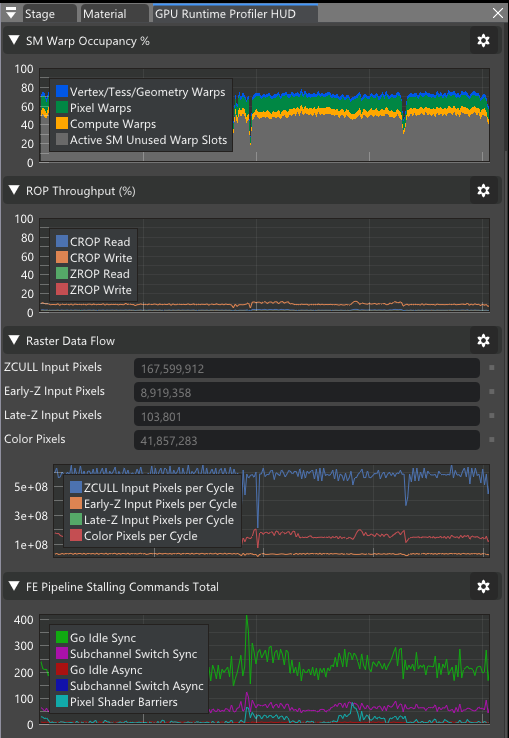 Stage Material GPU Runtime Profiler HUD
SM Warp Occupancy %
100
80
60
40
20
0
Vertex/Tess/Geometry Warps
Pixel Warps
Compute Warps
Active SM Unused Warp Slots
ROP Throughput (%)
100
80
60
40
20
0
CROP Read
CROP Write
ZROP Read
ZROP Write
Raster Data Flow
ZCULL Input Pixels 167,599,912
Early-Z Input Pixels 8,919,358
Late-Z Input Pixels 103,801
Color Pixels 41,857,283
5e+08
3e+08
1e+08
ZCULL Input Pixels per Cycle
Early-Z Input Pixels per Cycle
Late-Z Input Pixels per Cycle
Color Pixels per Cycle
FE Pipeline Stalling Commands Total
400
300
200
100
0
Go Idle Sync
Subchannel Switch Sync
Go Idle Async
Subchannel Switch Async
Pixel Shader Barriers